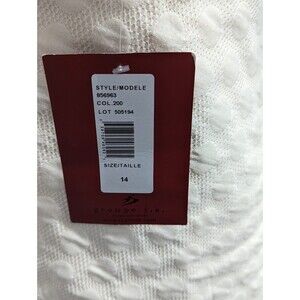 STYLE/MODELE
856963
COL. 200
LOT 505194
SIZE/TAILLE
14